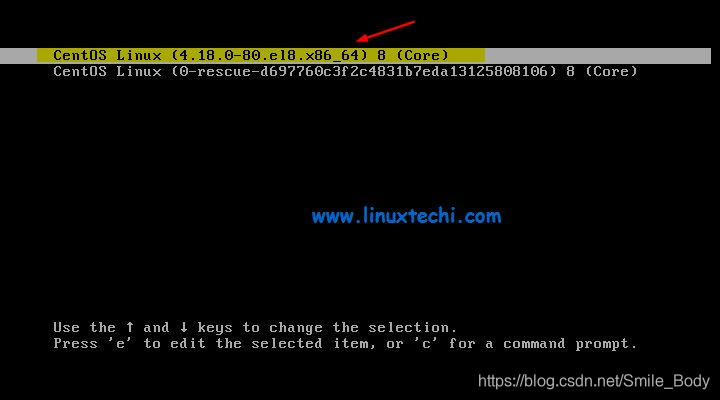 CentOS Linux (4.18.0-80.el8.x86_64) 8 (Core)
CentOS Linux (0-rescue-d697760c3f2c4831b7eda13125808106) 8 (Core)
www.linuxtechi.com
Use the ↑ and ↓ keys to change the selection.
Press 'e' to edit the selected item, or 'c' for a command prompt.
https://blog.csdn.net/Smile_Body